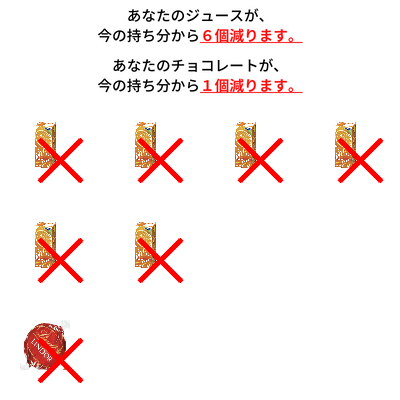 あなたのジュースが、
今の持ち分から６個減ります。
あなたのチョコレートが、
今の持ち分から１個減ります。
LINDOR